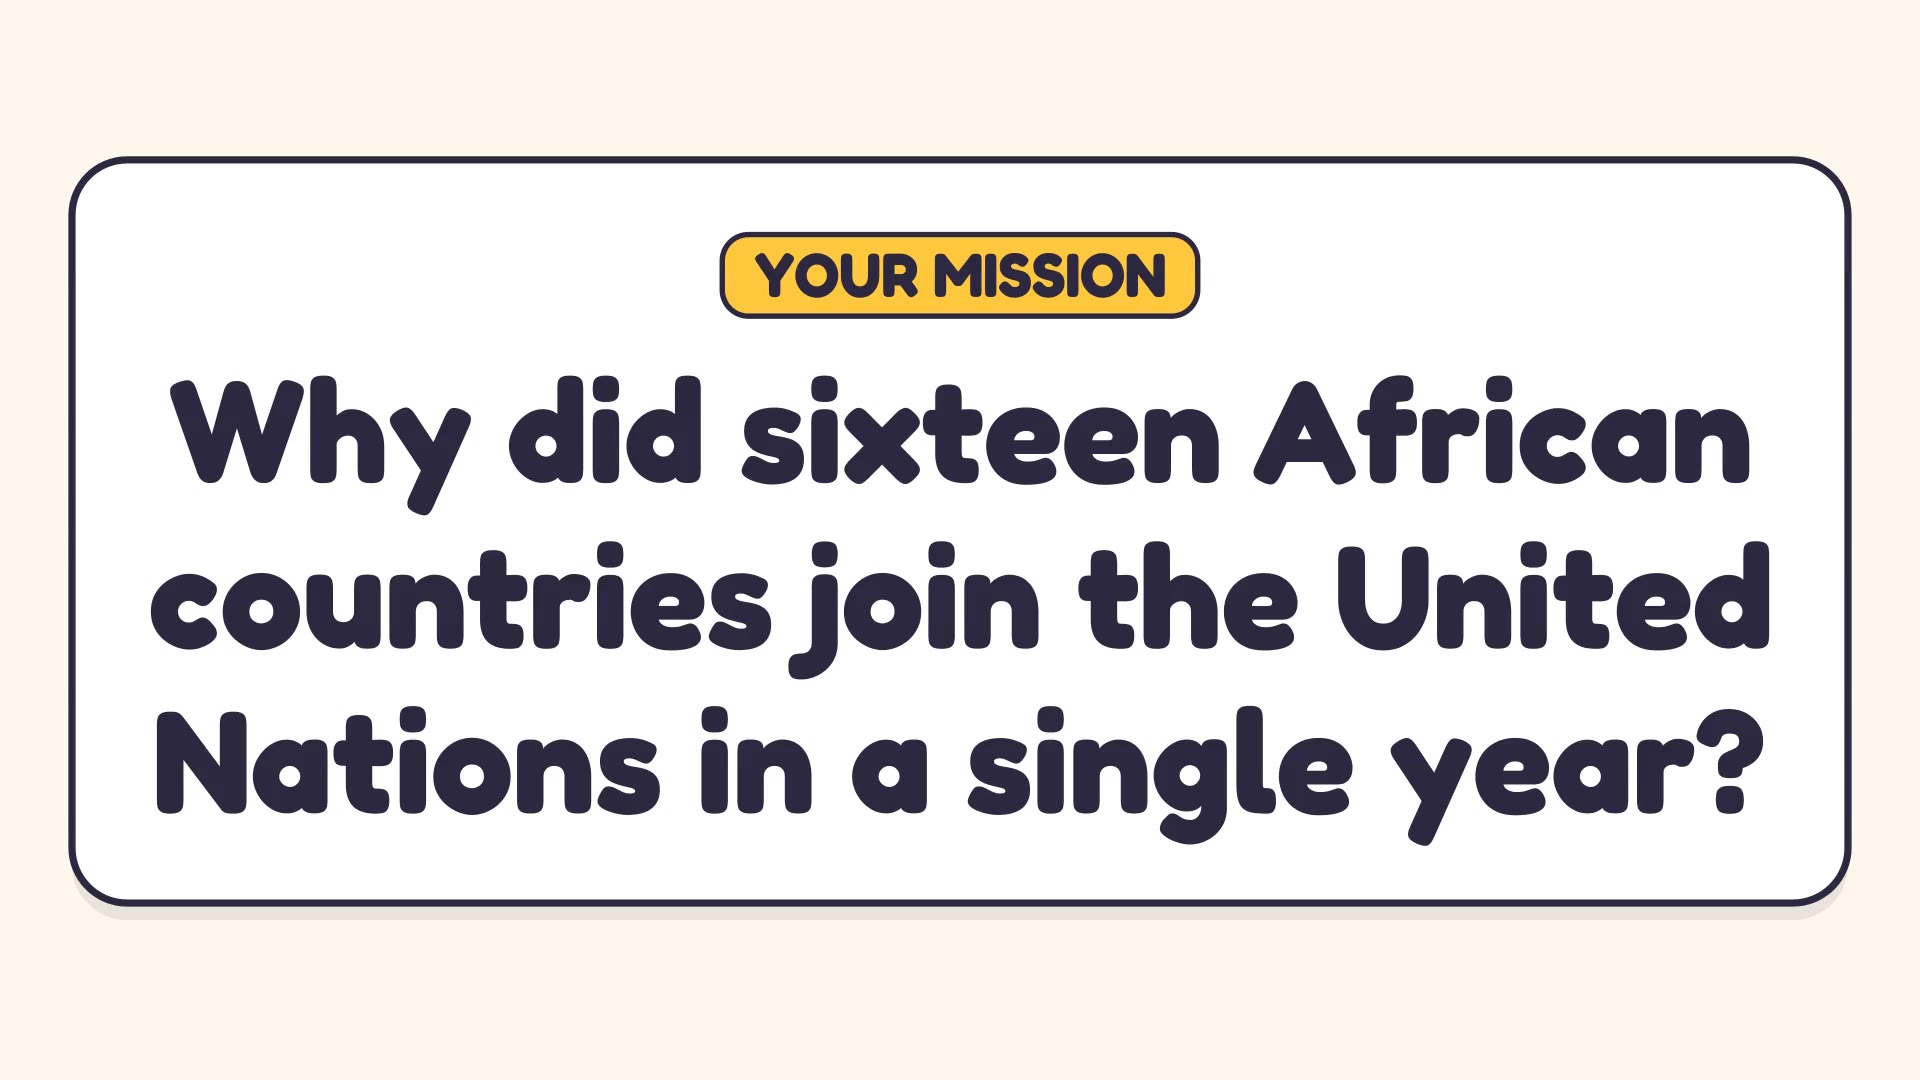 YOUR MISSION
Why did sixteen African
countries join the United
Nations in a single year?